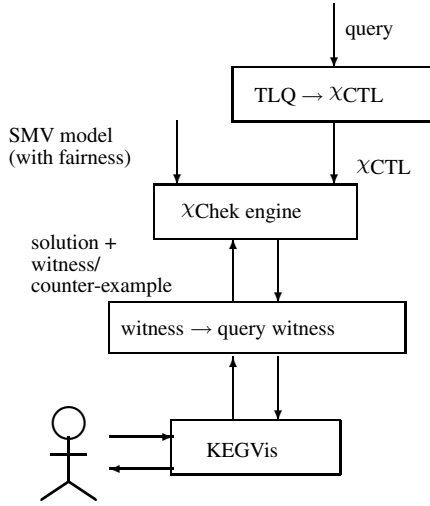 query
TLQ → χCTL
SMV model
(with fairness)
χCTL
χChek engine
solution +
witness/
counter-example
witness → query witness
KEGVis